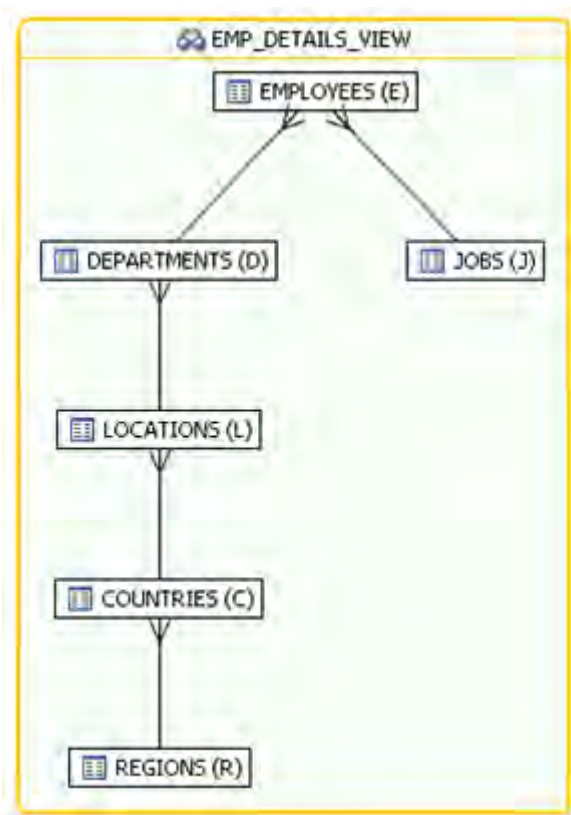 EMP_DETAILS_VIEW
EMPLOYEES (E)
DEPARTMENTS (D)
JOBS (J)
LOCATIONS (L)
COUNTRIES (C)
REGIONS (R)